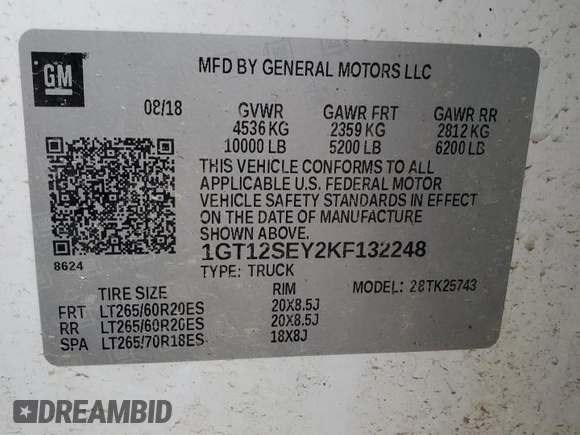 GM
MFD BY GENERAL MOTORS LLC
08/18 GVWR GAWR FRT GAWR RR
4536 KG 2359 KG 2812 KG
10000 LB 5200 LB 6200 LB
THIS VEHICLE CONFORMS TO ALL
APPLICABLE U.S. FEDERAL MOTOR
VEHICLE SAFETY STANDARDS IN EFFECT
ON THE DATE OF MANUFACTURE
SHOWN ABOVE.
8624
1GT12SEY2KF132248
TYPE: TRUCK
TIRE SIZE RIM MODEL: 28TK25743
FRT LT265/60R20ES 20X8.5J
RR LT265/60R20ES 20X8.5J
SPA LT265/70R18ES 18X8J
DREAMBID